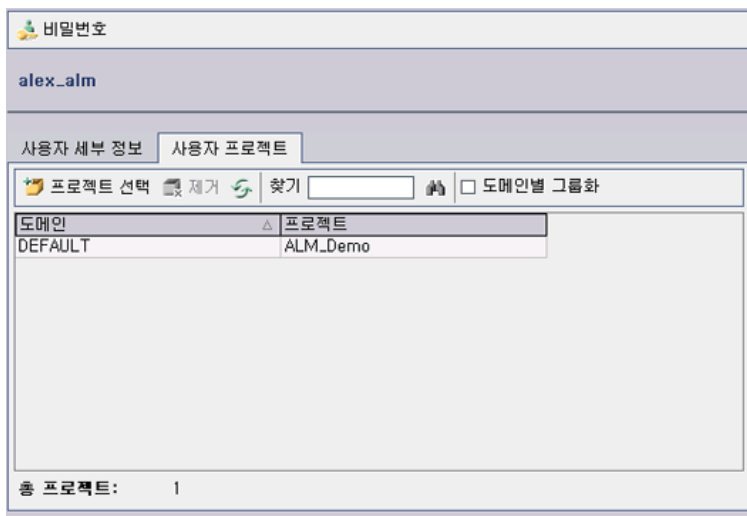 비밀번호
alex_alm
사용자 세부 정보 사용자 프로젝트
프로젝트 선택 제거 찾기 도메인별 그룹화
도메인 프로젝트
DEFAULT ALM_Demo
총 프로젝트: 1